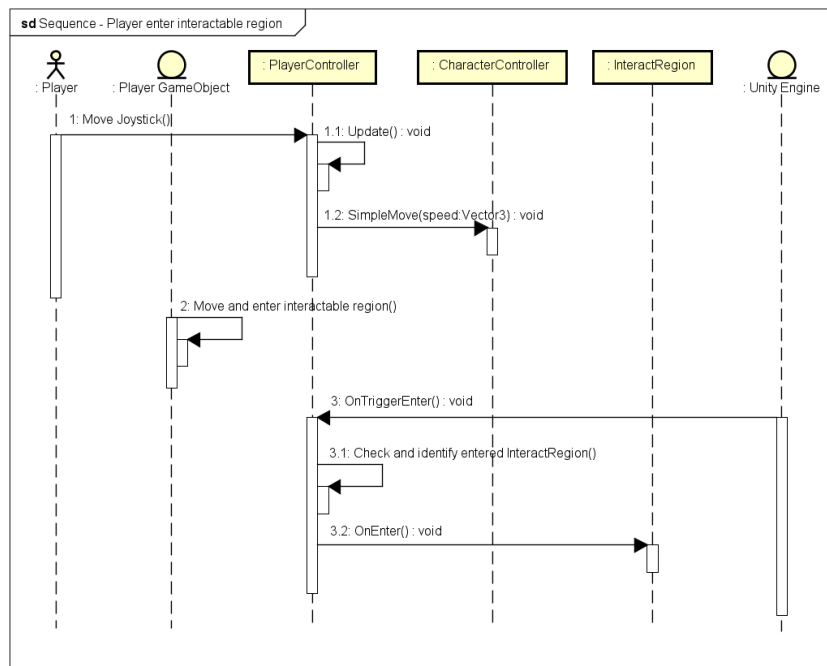 sd Sequence - Player enter interactable region
: Player
: Player GameObject
: PlayerController
: CharacterController
: InteractRegion
: Unity Engine
1: Move Joystick()
1.1: Update() : void
1.2: SimpleMove(speed:Vector3) : void
2: Move and enter interactable region()
3: OnTriggerEnter() : void
3.1: Check and identify entered InteractRegion()
3.2: OnEnter() : void